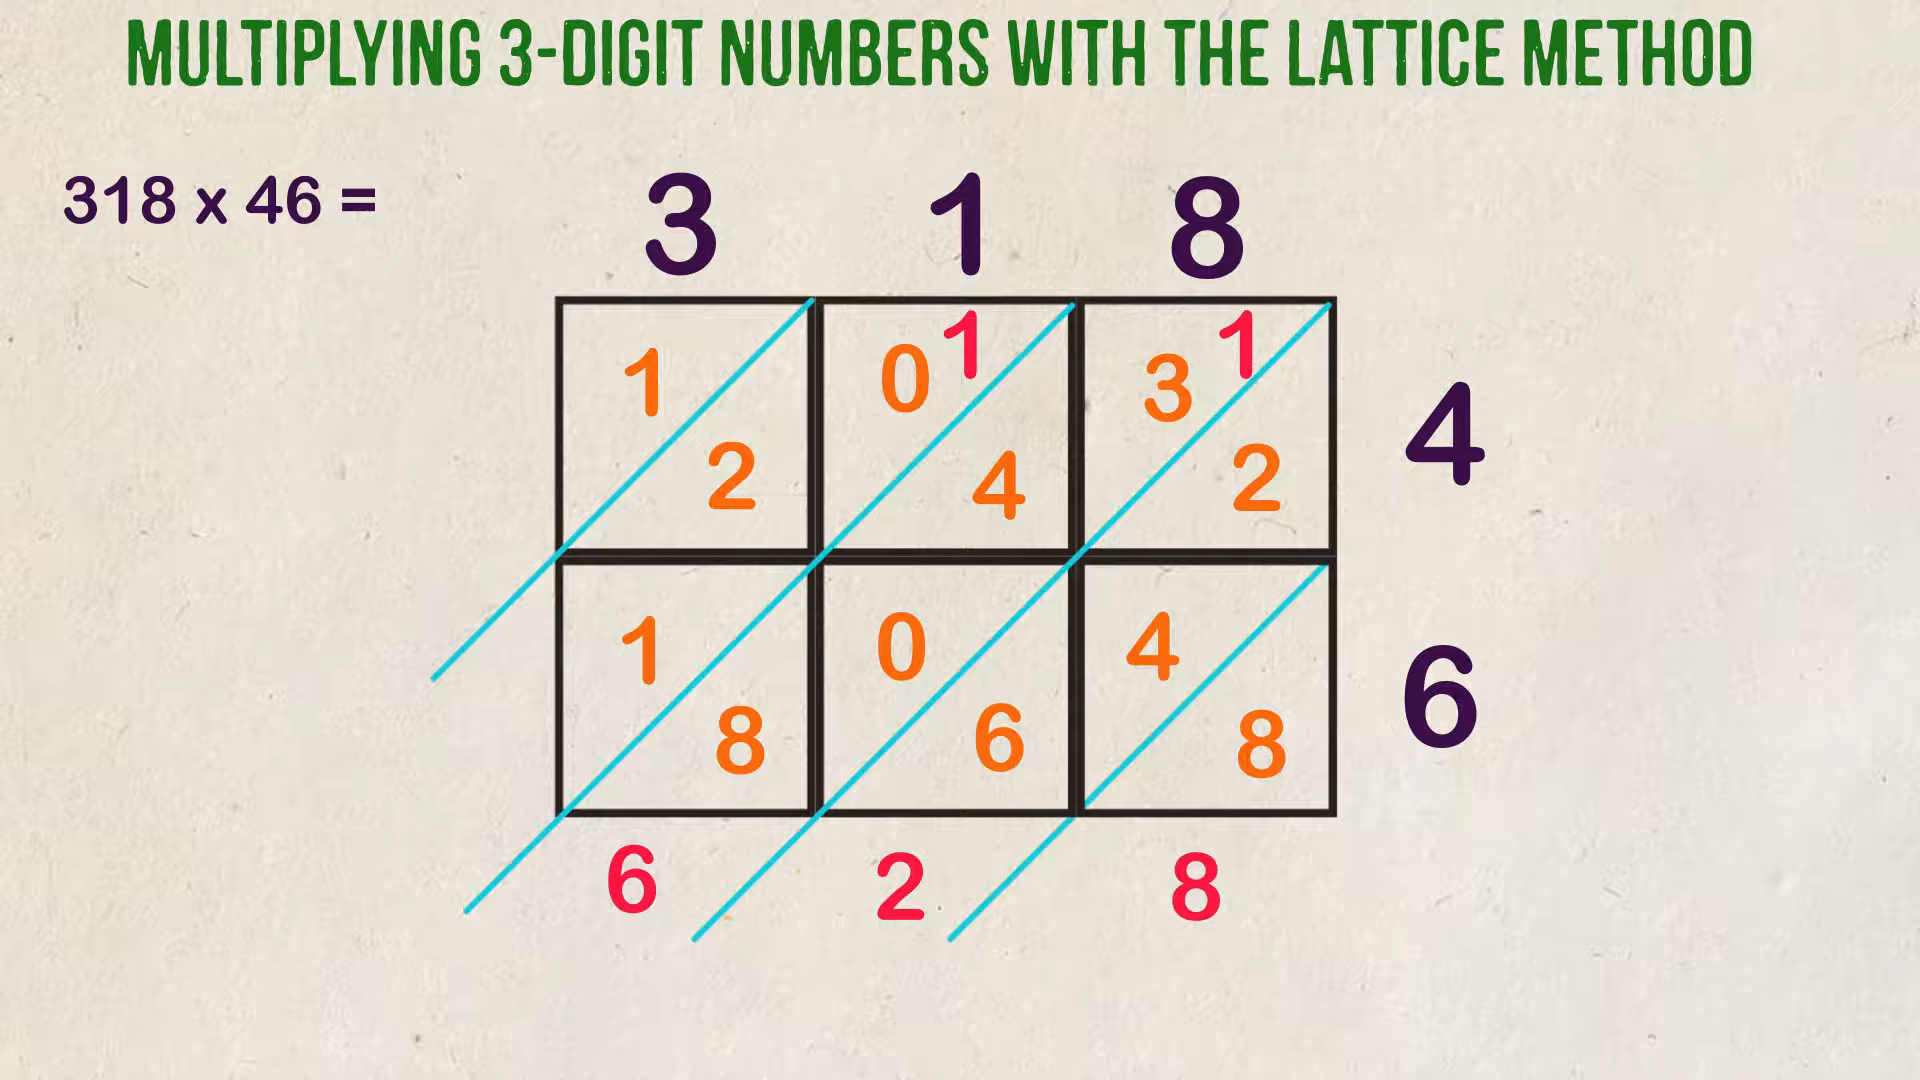 MULTIPLYING 3-DIGIT NUMBERS WITH THE LATTICE METHOD
318 x 46 =
3 1 8
1 0 1 3 1
2 4 2
4
1 0 4
8 6 8
6
6 2 8